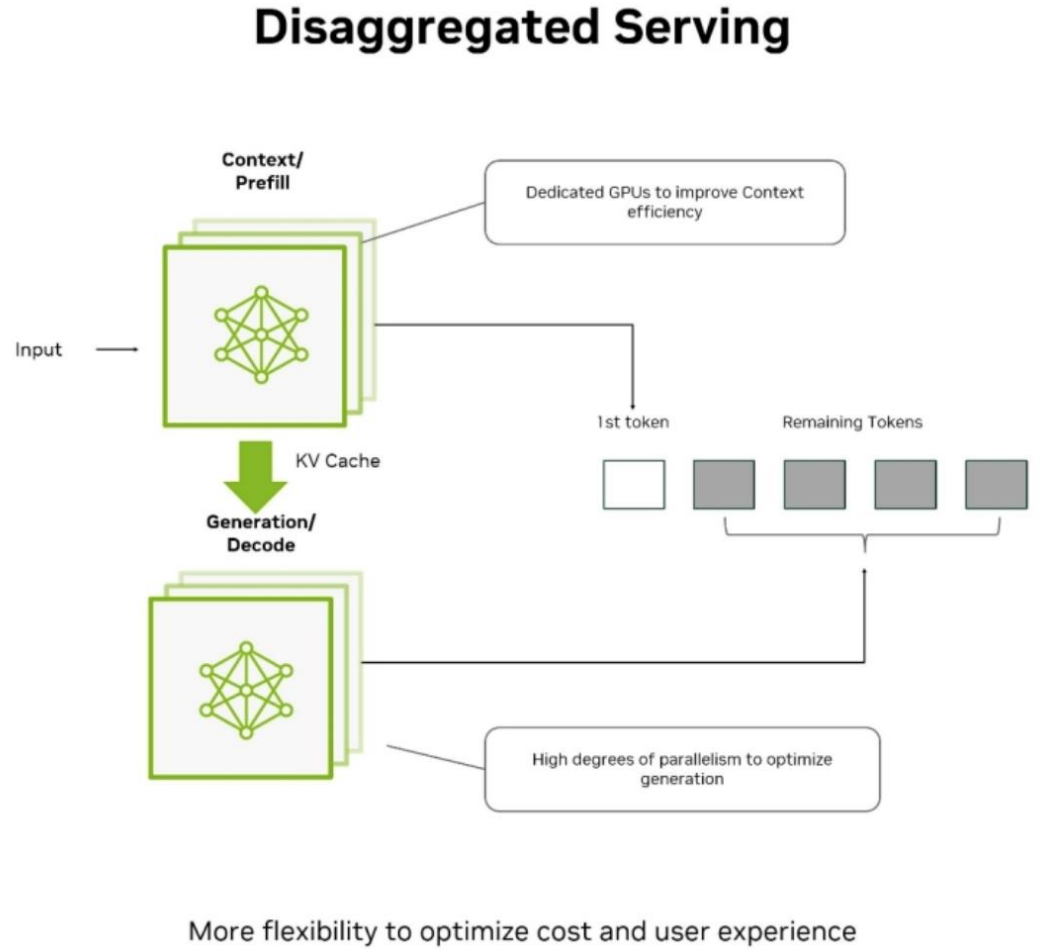 Disaggregated Serving
Context/
Prefill
Dedicated GPUs to improve Context
efficiency
Input
1st token
Remaining Tokens
KV Cache
Generation/
Decode
High degrees of parallelism to optimize
generation
More flexibility to optimize cost and user experience